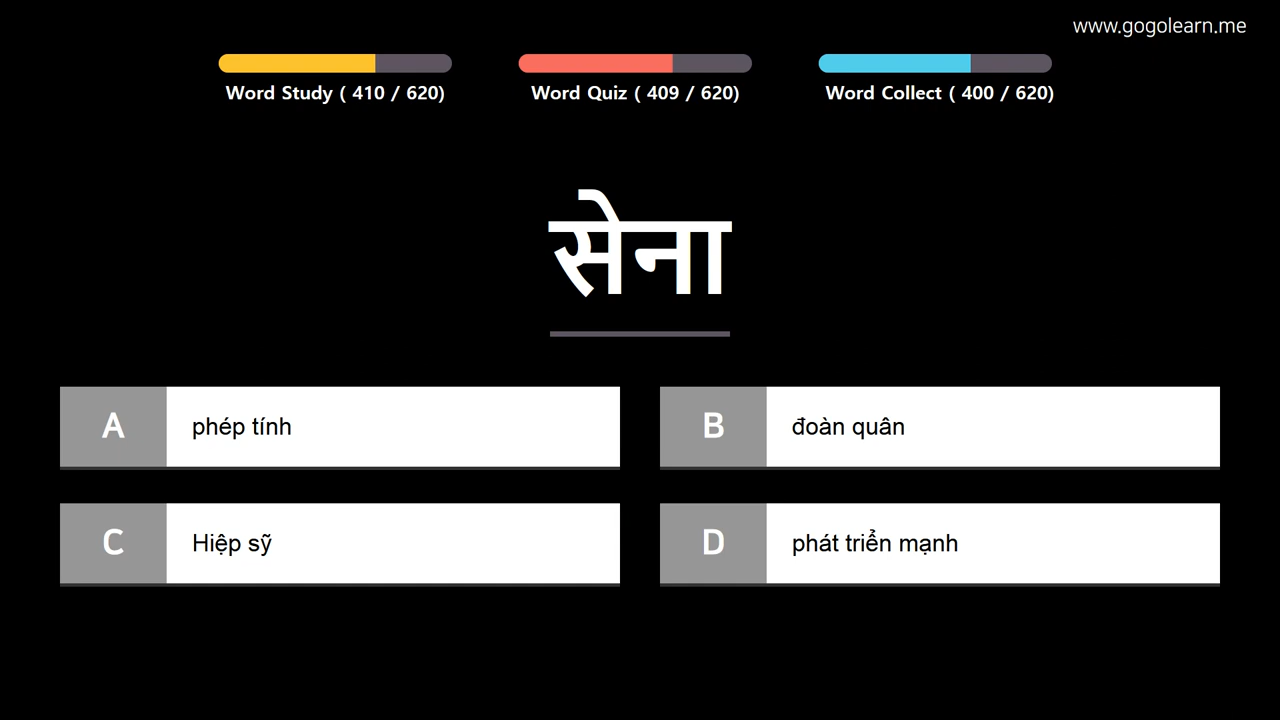 www.gogolearn.me
Word Study ( 410 / 620)
Word Quiz ( 409 / 620)
Word Collect ( 400 / 620)
सेना
A phép tính
B đoàn quân
C Hiệp sỹ
D phát triển mạnh